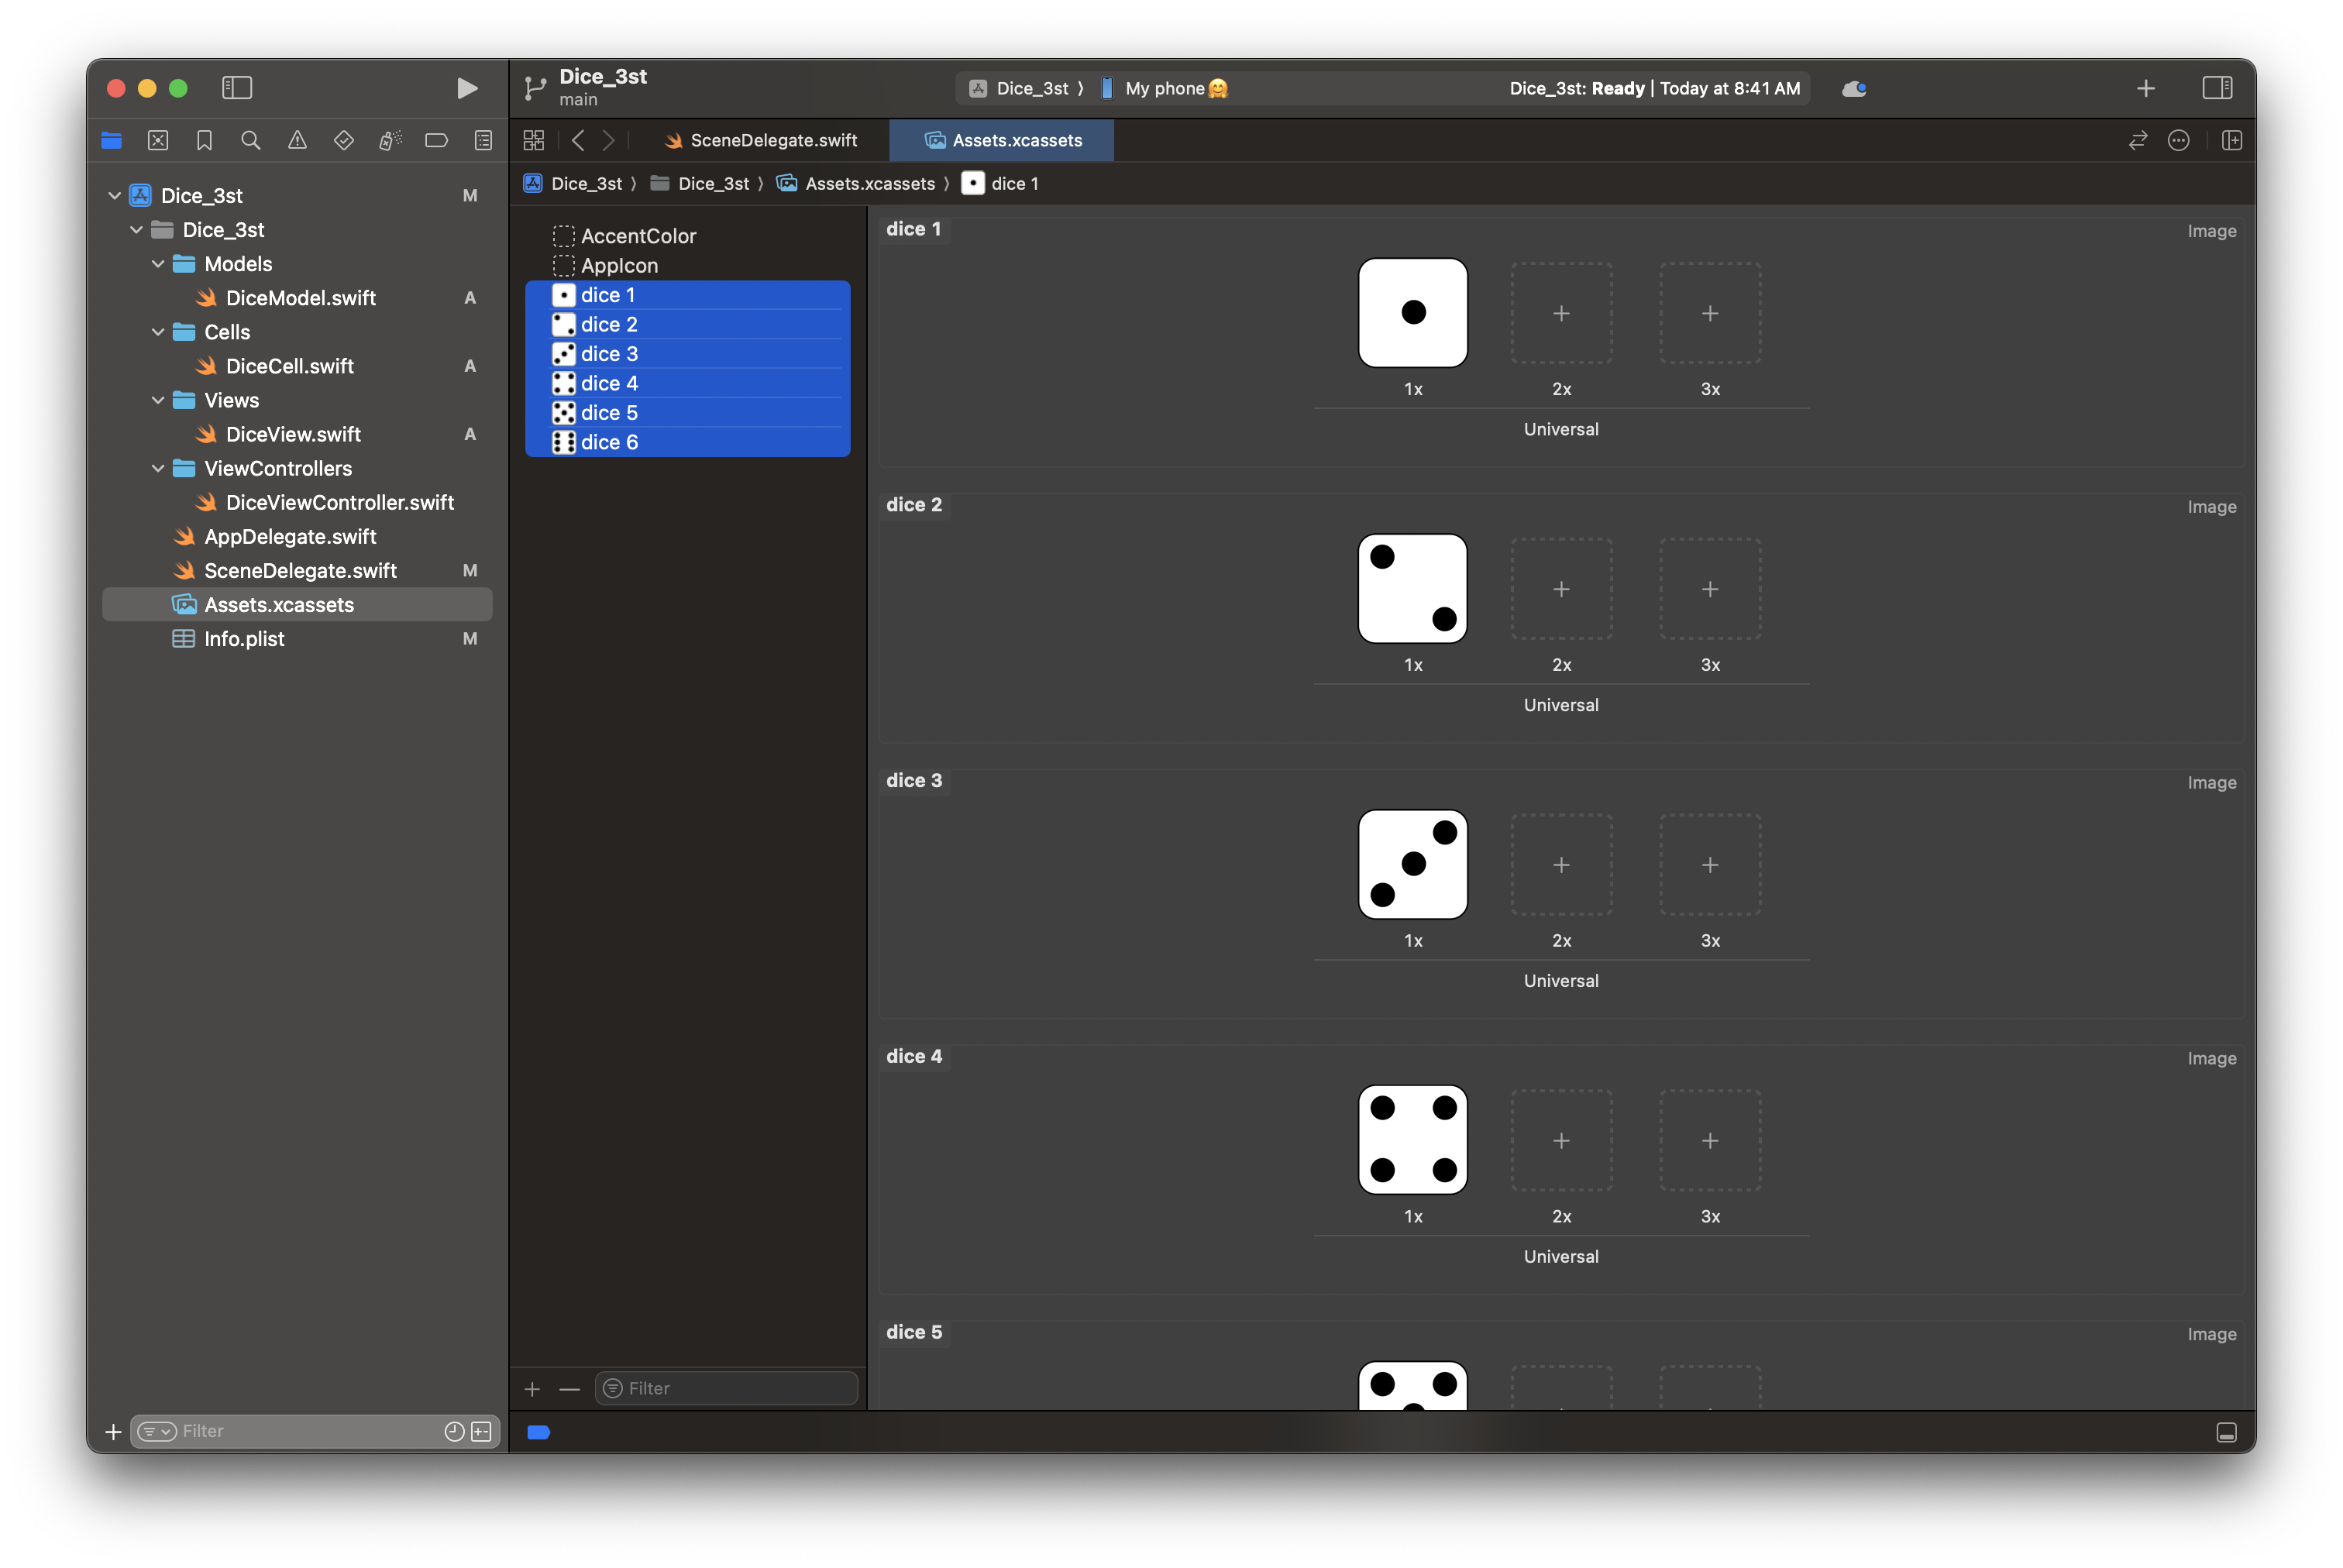 Dice_3st
main
Dice_3st
My phone🤗
Dice_3st: Ready | Today at 8:41 AM
SceneDelegate.swift
Assets.xcassets
Dice_3st
Dice_3st
Assets.xcassets
dice 1
Dice_3st M
Dice_3st
Models
DiceModel.swift A
Cells
DiceCell.swift A
Views
DiceView.swift A
ViewControllers
DiceViewController.swift
AppDelegate.swift
SceneDelegate.swift M
Assets.xcassets
Info.plist M
Filter
AccentColor
AppIcon
dice 1
dice 2
dice 3
dice 4
dice 5
dice 6
Filter
dice 1 Image
1x 2x 3x
Universal
dice 2 Image
1x 2x 3x
Universal
dice 3 Image
1x 2x 3x
Universal
dice 4 Image
1x 2x 3x
Universal
dice 5 Image